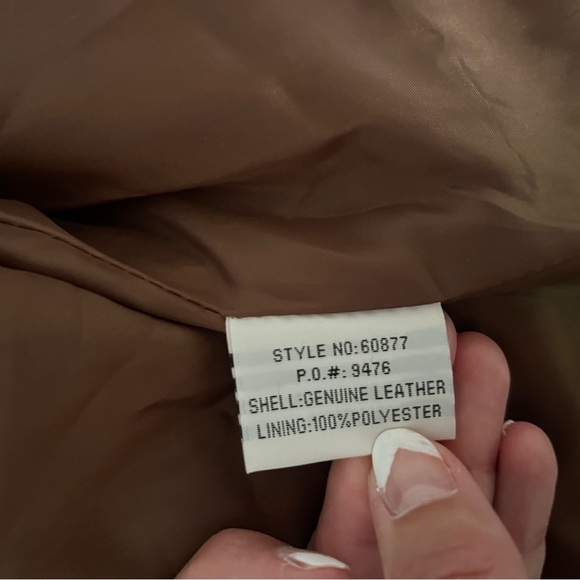 STYLE NO:60877
P.O.#: 9476
SHELL:GENUINE LEATHER
LINING:100%POLYESTER